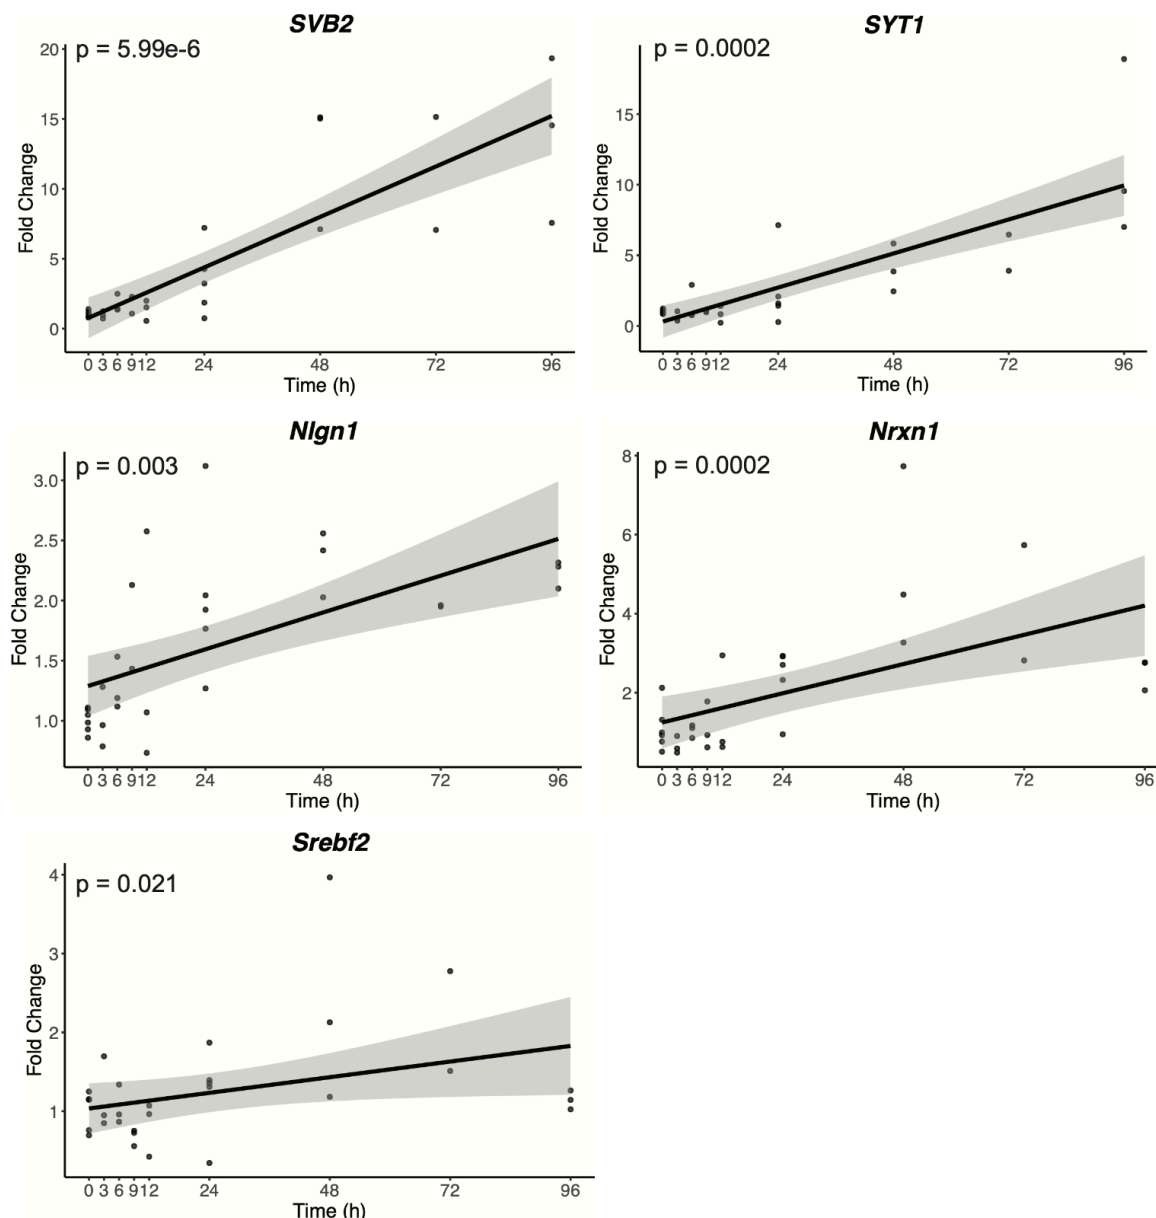 SVB2
p = 5.99e-6
20
15
10
5
0
Fold Change
0 3 6 9 12 24 48 72 96
Time (h)
SYT1
p = 0.0002
15
10
5
0
Fold Change
0 3 6 9 12 24 48 72 96
Time (h)
Nlgn1
p = 0.003
3.0
2.5
2.0
1.5
1.0
Fold Change
0 3 6 9 12 24 48 72 96
Time (h)
Nrxn1
p = 0.0002
8
6
4
2
Fold Change
0 3 6 9 12 24 48 72 96
Time (h)
Srebf2
p = 0.021
4
3
2
1
Fold Change
0 3 6 9 12 24 48 72 96
Time (h)